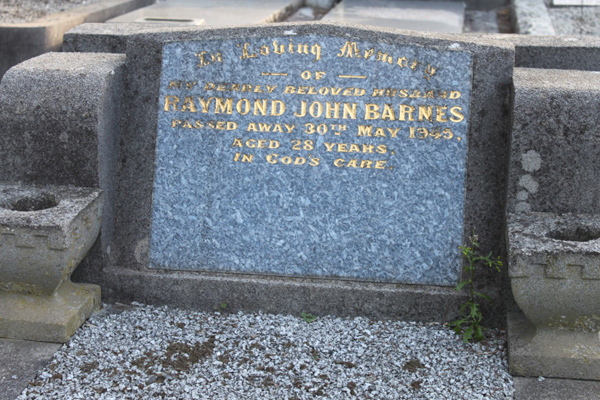 In Loving Memory
— OF —
MY DEARLY BELOVED HUSBAND
RAYMOND JOHN BARNES
PASSED AWAY 30TH MAY 1945,
AGED 28 YEARS,
IN GOD'S CARE